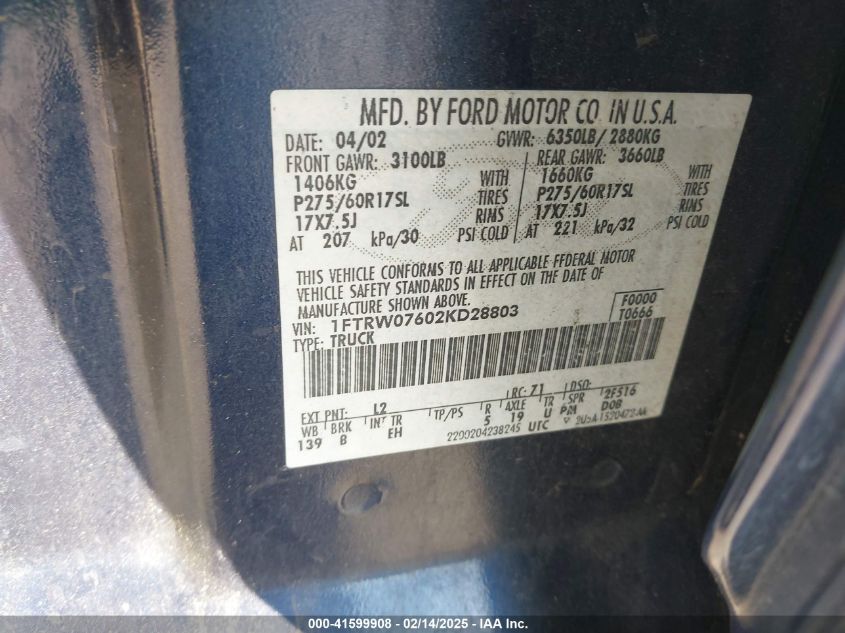 MFD. BY FORD MOTOR CO. IN U.S.A.
DATE: 04/02 GVWR: 6350LB/ 2880KG
FRONT GAWR: 3100LB REAR GAWR: 3660LB
1406KG WITH 1660KG WITH
P275/60R17SL TIRES P275/60R17SL TIRES
17X7.5J RIMS 17X7.5J RIMS
AT 207 kPa/30 PSI COLD AT 221 kPa/32 PSI COLD
THIS VEHICLE CONFORMS TO ALL APPLICABLE FEDERAL MOTOR
VEHICLE SAFETY STANDARDS IN EFFECT ON THE DATE OF
MANUFACTURE SHOWN ABOVE.
VIN: 1FTRW07602KD28803 F0000
TYPE: TRUCK T0666
EXT PNT: L2 RC: Z1 DSO:
WB BRK INT TR TP/PS R AXLE TR SPR 2F516
139 B EH 5 19 U PM DOB
2200204238245 UTC
000-41599908 - 02/14/2025 - IAA Inc.